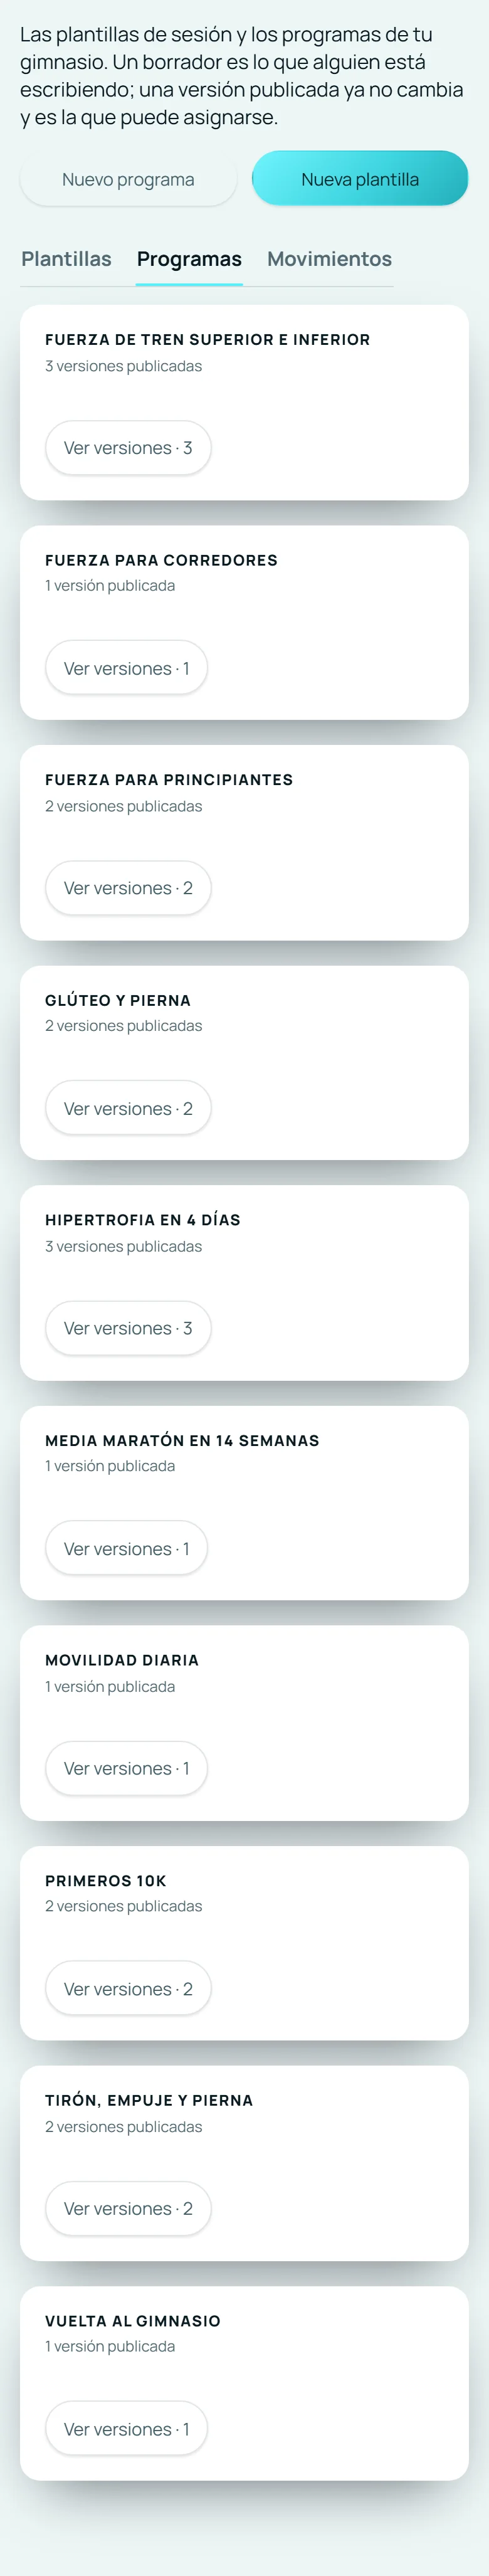 Las plantillas de sesión y los programas de tu
gimnasio. Un borrador es lo que alguien está
escribiendo; una versión publicada ya no cambia
y es la que puede asignarse.
Nuevo programa
Nueva plantilla
Plantillas
Programas
Movimientos
FUERZA DE TREN SUPERIOR E INFERIOR
3 versiones publicadas
Ver versiones · 3
FUERZA PARA CORREDORES
1 versión publicada
Ver versiones · 1
FUERZA PARA PRINCIPIANTES
2 versiones publicadas
Ver versiones · 2
GLÚTEO Y PIERNA
2 versiones publicadas
Ver versiones · 2
HIPERTROFIA EN 4 DÍAS
3 versiones publicadas
Ver versiones · 3
MEDIA MARATÓN EN 14 SEMANAS
1 versión publicada
Ver versiones · 1
MOVILIDAD DIARIA
1 versión publicada
Ver versiones · 1
PRIMEROS 10K
2 versiones publicadas
Ver versiones · 2
TIRÓN, EMPUJE Y PIERNA
2 versiones publicadas
Ver versiones · 2
VUELTA AL GIMNASIO
1 versión publicada
Ver versiones · 1